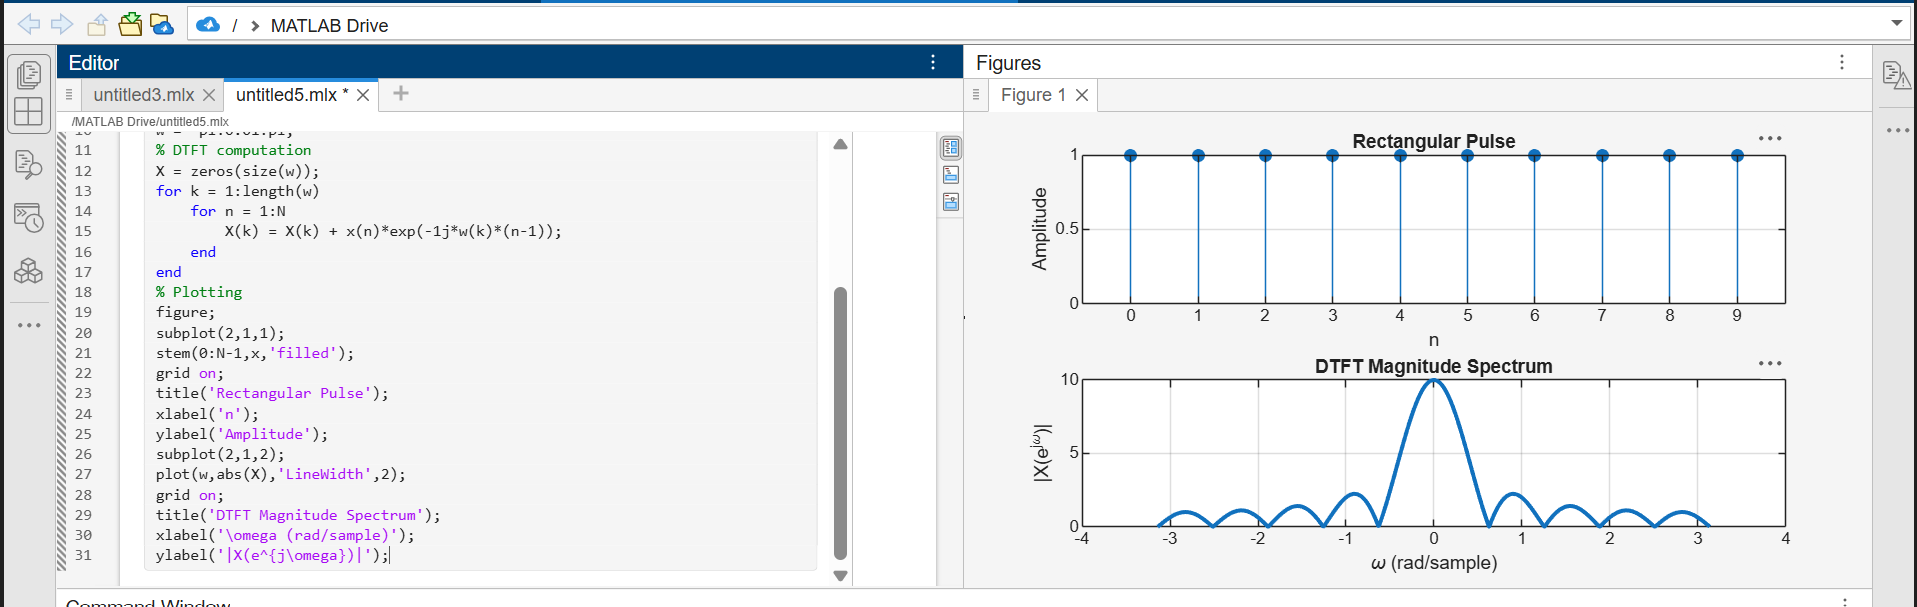 / > MATLAB Drive
Editor
untitled3.mlx
untitled5.mlx *
/MATLAB Drive/untitled5.mlx
11 % DTFT computation
12 X = zeros(size(w));
13 for k = 1:length(w)
14 for n = 1:N
15 X(k) = X(k) + x(n)*exp(-1j*w(k)*(n-1));
16 end
17 end
18 % Plotting
19 figure;
20 subplot(2,1,1);
21 stem(0:N-1,x,'filled');
22 grid on;
23 title('Rectangular Pulse');
24 xlabel('n');
25 ylabel('Amplitude');
26 subplot(2,1,2);
27 plot(w,abs(X),'LineWidth',2);
28 grid on;
29 title('DTFT Magnitude Spectrum');
30 xlabel('\omega (rad/sample)');
31 ylabel('|X(e^{j\omega})|');
Figures
Figure 1
Rectangular Pulse
1
0.5
0
Amplitude
0 1 2 3 4 5 6 7 8 9
n
DTFT Magnitude Spectrum
10
5
0
|X(e^jω)|
-4 -3 -2 -1 0 1 2 3 4
ω (rad/sample)
Command Window